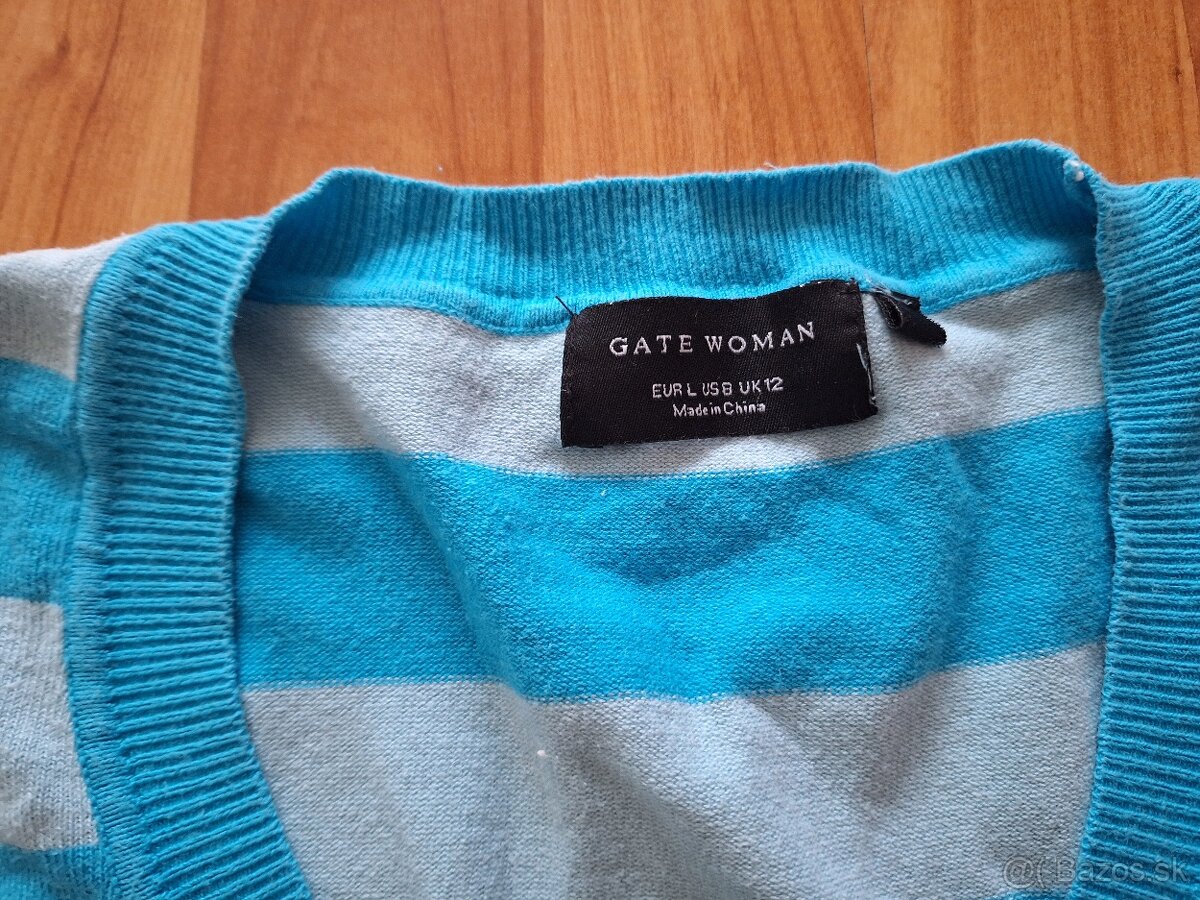 GATE WOMAN
EUR L US 8 UK 12
Made in China
@( Bazos.sk